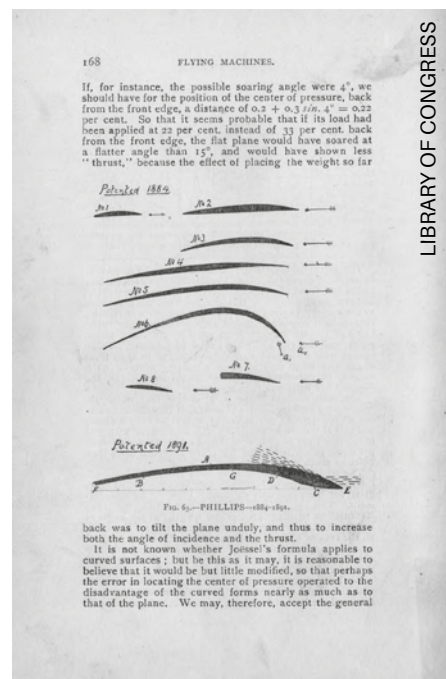 168 FLYING MACHINES.
If, for instance, the possible soaring angle were 4°, we
should have for the position of the center of pressure, back
from the front edge, a distance of 0.2 + 0.3 sin. 4° = 0.22
per cent. So that it seems probable that if its load had
been applied at 22 per cent. instead of 33 per cent. back
from the front edge, the flat plane would have soared at
a flatter angle than 15°, and would have shown less
"thrust," because the effect of placing the weight so far
Patented 1884.
No 1
No 2
No 3
No 4
No 5
No 6
a.
a.
No 7.
No 8
Patented 1891.
A
F B G D C E
FIG. 65.—PHILLIPS—1884-1891.
back was to tilt the plane unduly, and thus to increase
both the angle of incidence and the thrust.
It is not known whether Joëssel's formula applies to
curved surfaces; but be this as it may, it is reasonable to
believe that it would be but little modified, so that perhaps
the error in locating the center of pressure operated to the
disadvantage of the curved forms nearly as much as to
that of the plane. We may, therefore, accept the general
LIBRARY OF CONGRESS